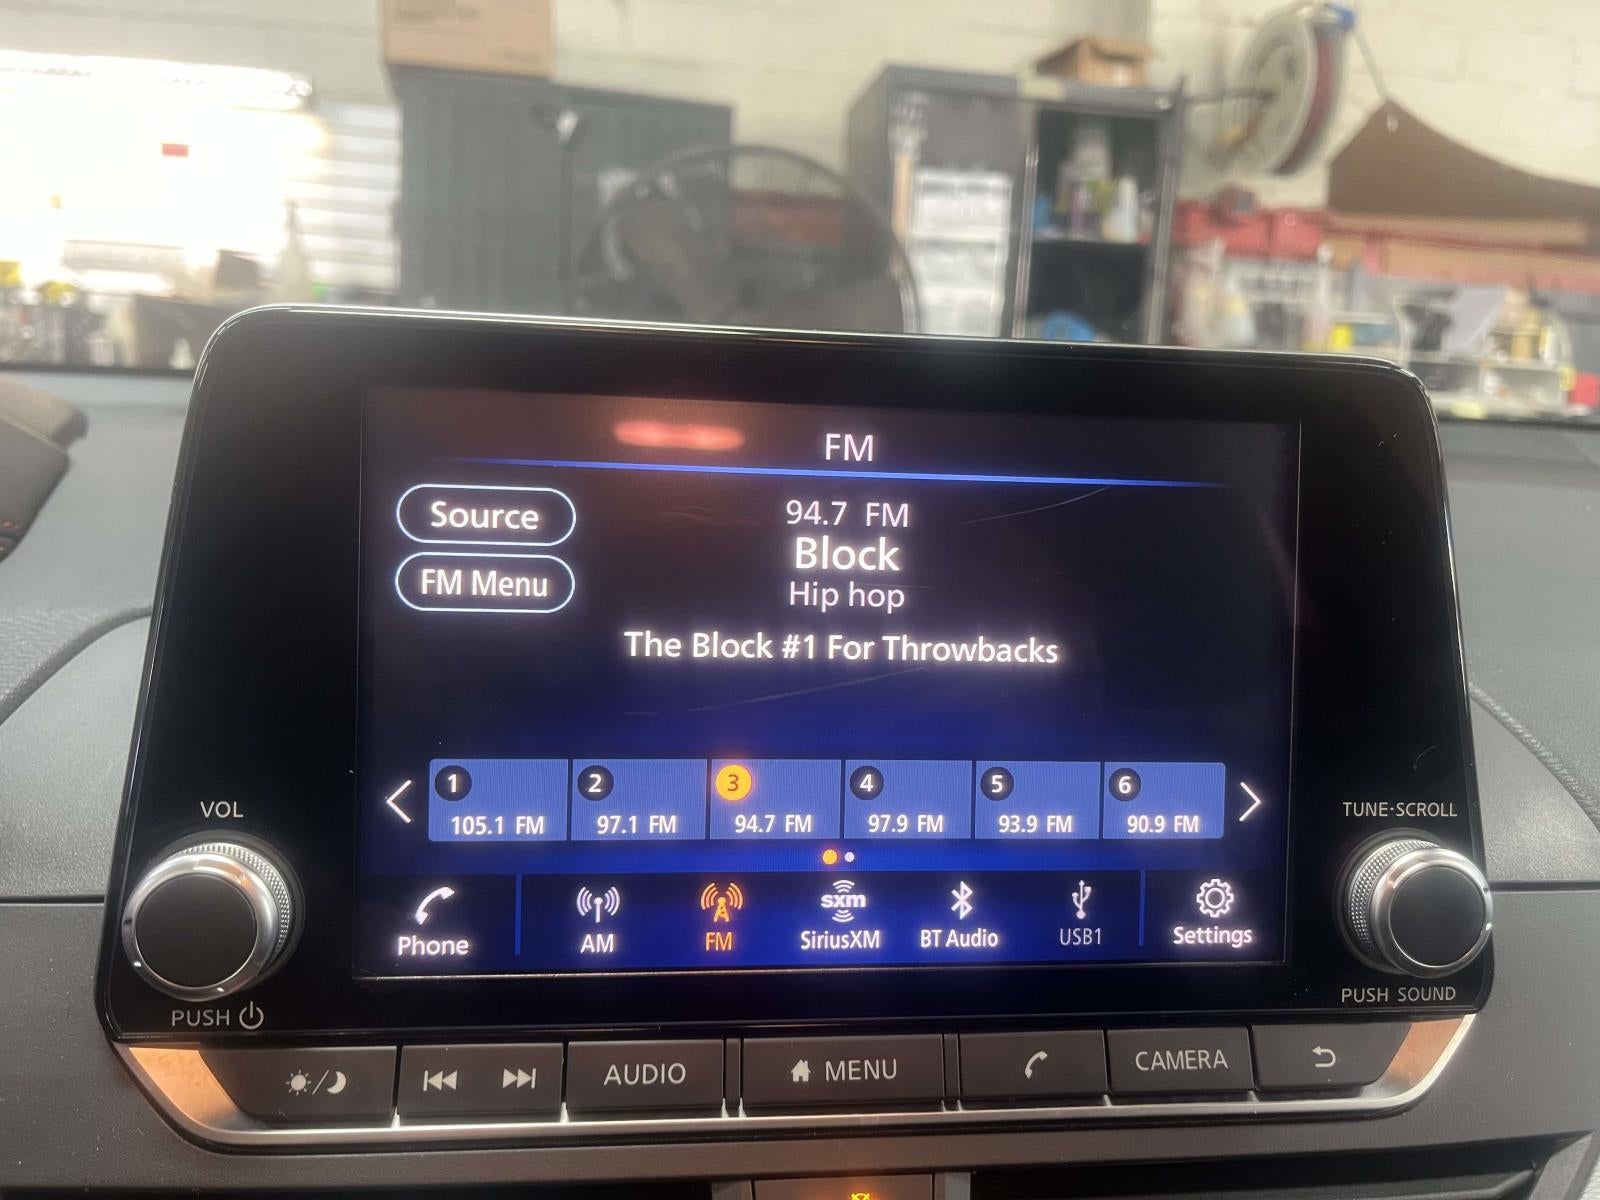 FM
Source
94.7 FM
Block
FM Menu
Hip hop
The Block #1 For Throwbacks
1 2 3 4 5 6
105.1 FM 97.1 FM 94.7 FM 97.9 FM 93.9 FM 90.9 FM
VOL
TUNE·SCROLL
sxm
Phone AM FM SiriusXM BT Audio USB1 Settings
PUSH
PUSH SOUND
AUDIO MENU CAMERA